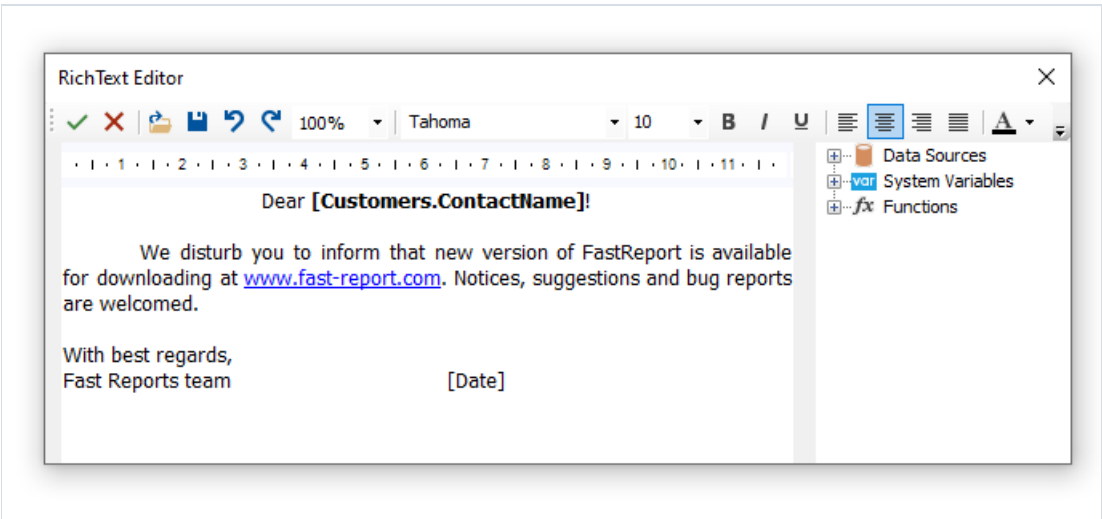 RichText Editor
100% Tahoma 10 B I U A
1 2 3 4 5 6 7 8 9 10 11
Data Sources
var System Variables
fx Functions
Dear [Customers.ContactName]!
We disturb you to inform that new version of FastReport is available
for downloading at www.fast-report.com. Notices, suggestions and bug reports
are welcomed.
With best regards,
Fast Reports team [Date]